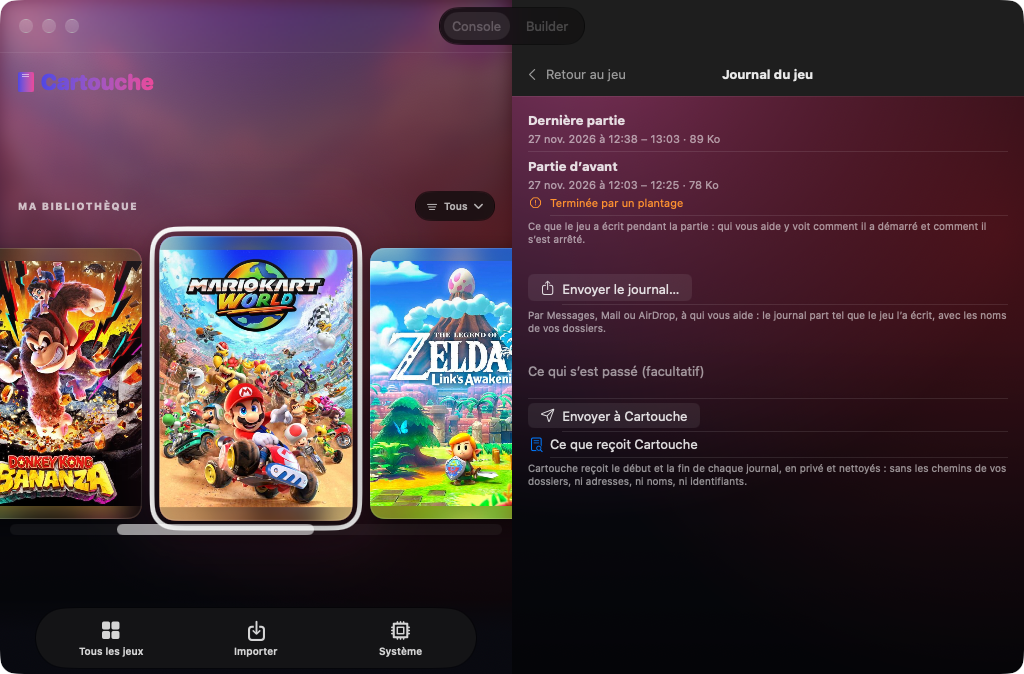 Console
Builder
Cartouche
MA BIBLIOTHÈQUE
Tous
DONKEY KONG
BANANZA
MARIOKART
WORLD
THE LEGEND OF
ZELDA
Link's Awakeni
Tous les jeux
Importer
Système
Retour au jeu
Journal du jeu
Dernière partie
27 nov. 2026 à 12:38 – 13:03 · 89 Ko
Partie d’avant
27 nov. 2026 à 12:03 – 12:25 · 78 Ko
Terminée par un plantage
Ce que le jeu a écrit pendant la partie : qui vous aide y voit comment il a démarré et comment il
s’est arrêté.
Envoyer le journal…
Par Messages, Mail ou AirDrop, à qui vous aide : le journal part tel que le jeu l’a écrit, avec les noms
de vos dossiers.
Ce qui s’est passé (facultatif)
Envoyer à Cartouche
Ce que reçoit Cartouche
Cartouche reçoit le début et la fin de chaque journal, en privé et nettoyés : sans les chemins de vos
dossiers, ni adresses, ni noms, ni identifiants.